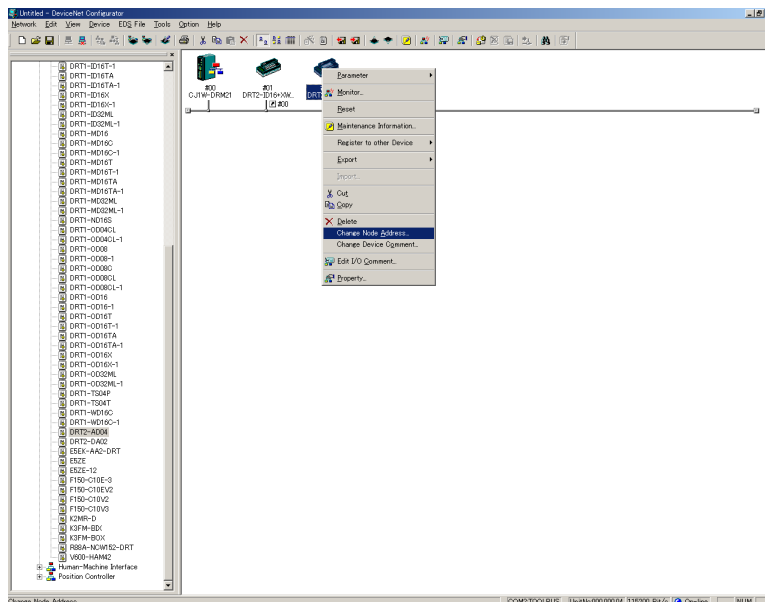 Untitled - DeviceNet Configurator
Network Edit View Device EDS File Tools Option Help
DRT1-ID16T-1
DRT1-ID16TA
DRT1-ID16TA-1
DRT1-ID16X
DRT1-ID16X-1
DRT1-ID32ML
DRT1-ID32ML-1
DRT1-MD16
DRT1-MD16C
DRT1-MD16C-1
DRT1-MD16T
DRT1-MD16T-1
DRT1-MD16TA
DRT1-MD16TA-1
DRT1-MD32ML
DRT1-MD32ML-1
DRT1-ND16S
DRT1-OD04CL
DRT1-OD04CL-1
DRT1-OD08
DRT1-OD08-1
DRT1-OD08C
DRT1-OD08CL
DRT1-OD08CL-1
DRT1-OD16
DRT1-OD16-1
DRT1-OD16T
DRT1-OD16T-1
DRT1-OD16TA
DRT1-OD16TA-1
DRT1-OD16X
DRT1-OD16X-1
DRT1-OD32ML
DRT1-OD32ML-1
DRT1-TS04P
DRT1-TS04T
DRT1-WD16C
DRT1-WD16C-1
DRT2-AD04
DRT2-DA02
E5EK-AA2-DRT
E5ZE
E5ZE-12
F150-C10E-3
F150-C10EV2
F150-C10V2
F150-C10V3
K2MR-D
K3FM-BIX
K3FM-BOX
R88A-NCW152-DRT
V600-HAM42
Human-Machine Interface
Position Controller
#00
CJ1W-DRM21
#01
DRT2-ID16+XW...
#00
DRT
Parameter
Monitor...
Reset
Maintenance Information...
Register to other Device
Export
Import...
Cut
Copy
Delete
Change Node Address...
Change Device Comment...
Edit I/O Comment...
Property...
Change Node Address
COM2:TOOLBUS
115200 Bit/s
On-line
NUM